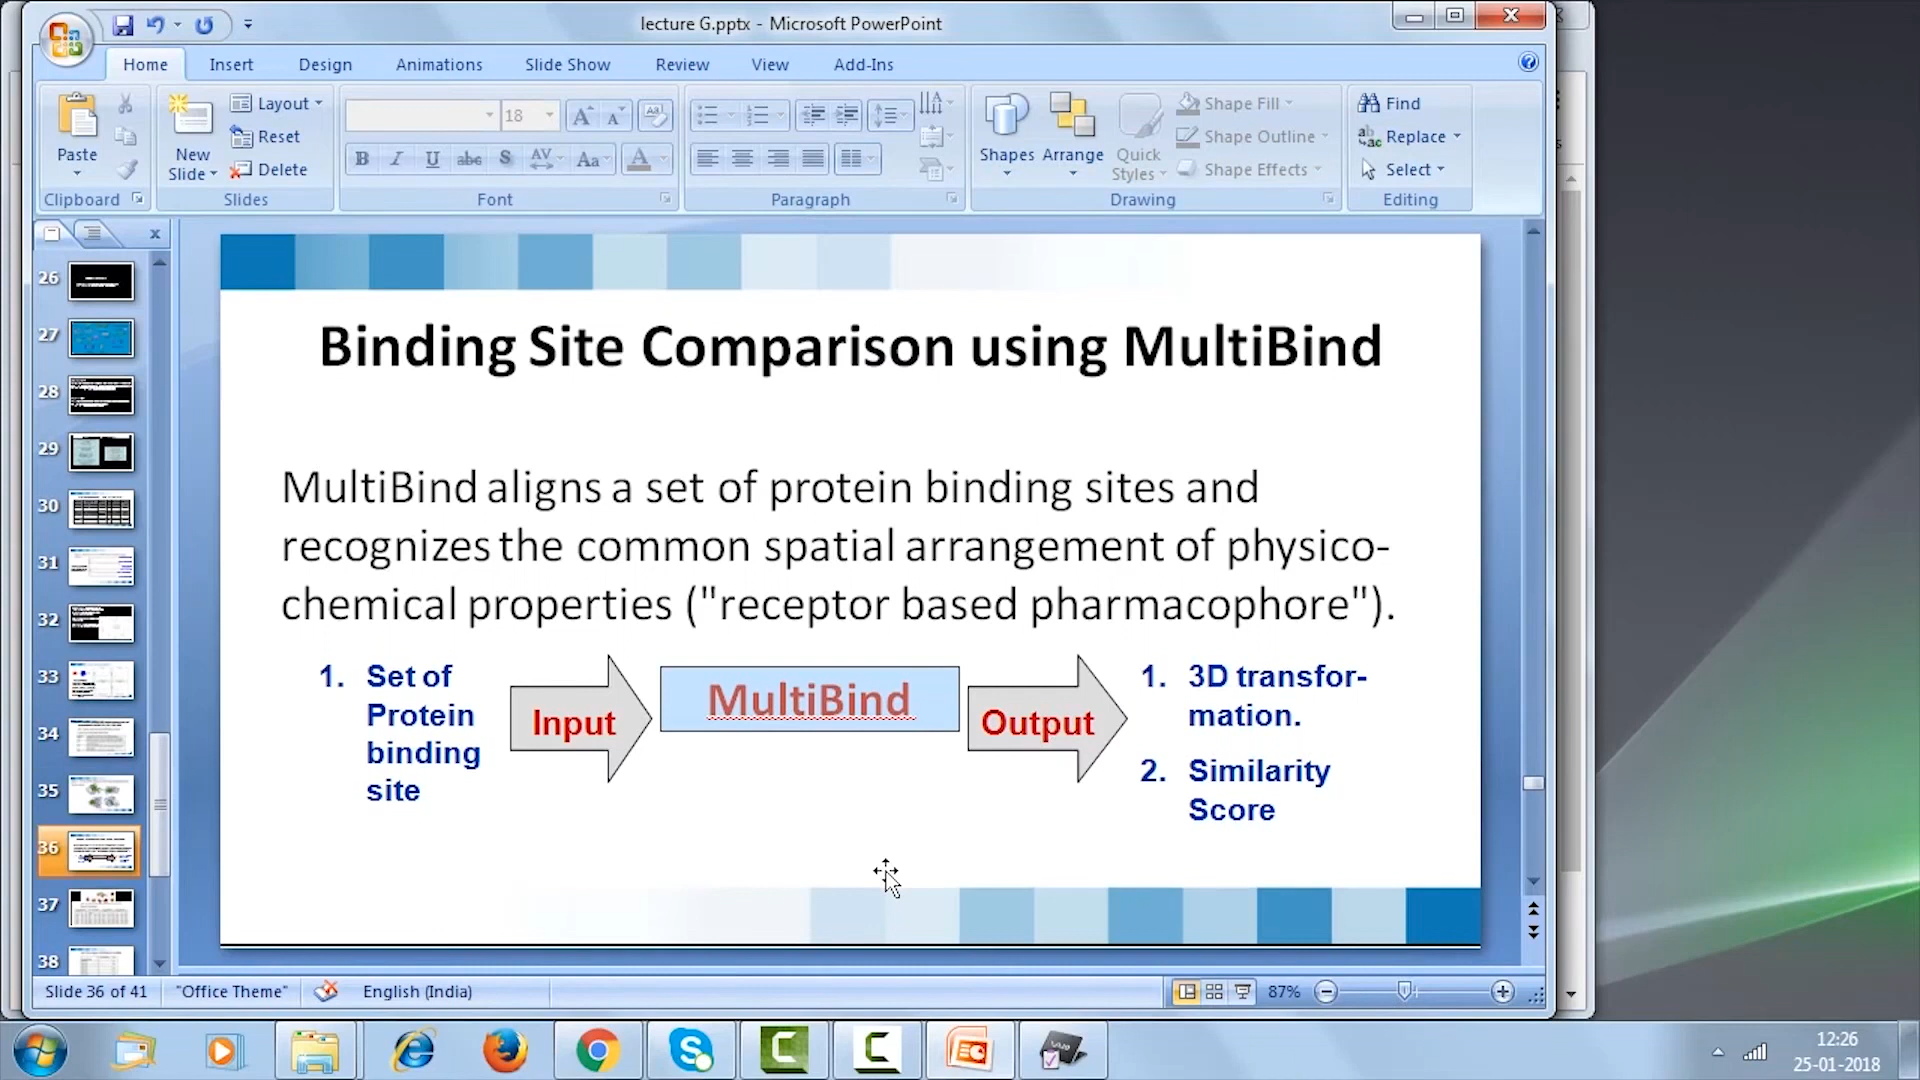 lecture G.pptx - Microsoft PowerPoint
Home Insert Design Animations Slide Show Review View Add-Ins
Paste
Clipboard
New Slide
Layout
Reset
Delete
Slides
18
B I U abc S AV Aa A
Font
Paragraph
Shapes
Arrange
Quick Styles
Shape Fill
Shape Outline
Shape Effects
Drawing
Find
Replace
Select
Editing
26
27
28
29
30
31
32
33
34
35
36
37
38
Binding Site Comparison using MultiBind
MultiBind aligns a set of protein binding sites and
recognizes the common spatial arrangement of physico-
chemical properties ("receptor based pharmacophore").
1. Set of
Protein
binding
site
Input
MultiBind
Output
1. 3D transfor-
mation.
2. Similarity
Score
Slide 36 of 41 "Office Theme" English (India) 87%
12:26
25-01-2018